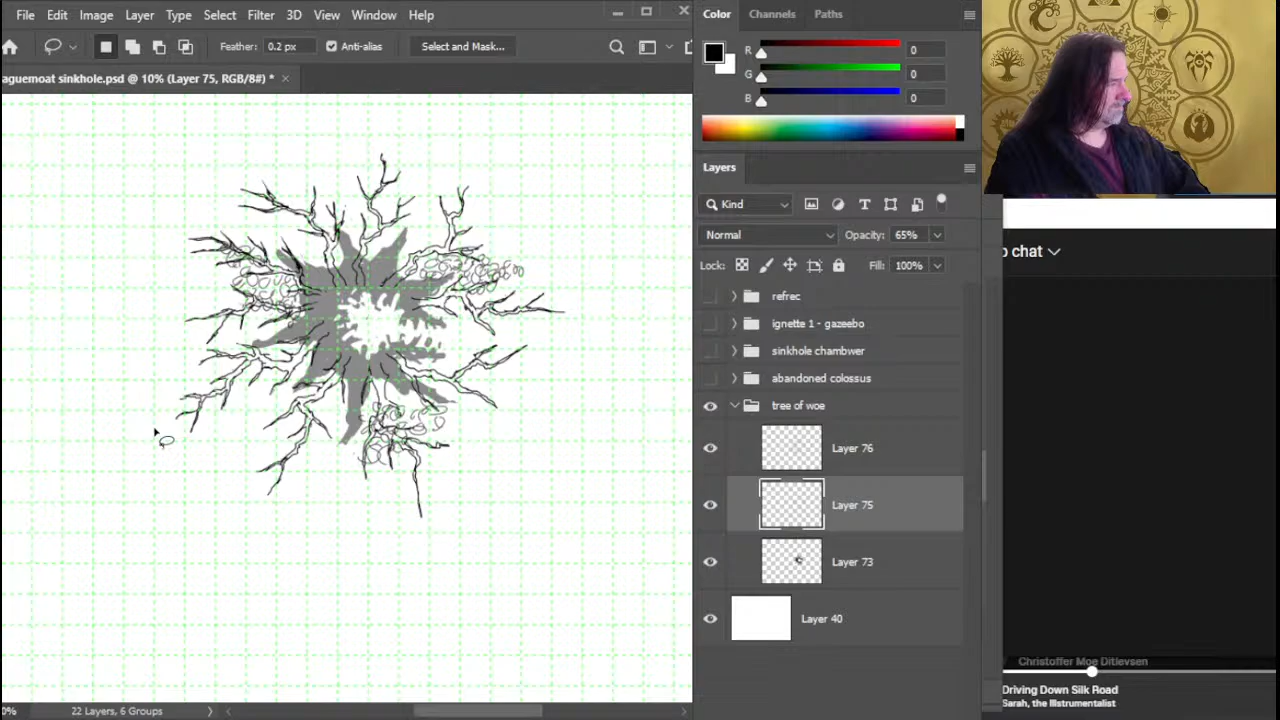 File Edit Image Layer Type Select Filter 3D View Window Help
Feather: 0.2 px Anti-alias Select and Mask...
aguemoat sinkhole.psd @ 10% (Layer 75, RGB/8#) *
Color Channels Paths
R 0
G 0
B 0
Layers
Kind
Normal Opacity: 65%
Lock: Fill: 100%
refrec
ignette 1 - gazeebo
sinkhole chambwer
abandoned colossus
tree of woe
Layer 76
Layer 75
Layer 73
Layer 40
0% 22 Layers, 6 Groups
chat
Christoffer Moe Ditlevsen
Driving Down Silk Road
Sarah, the Illstrumentalist